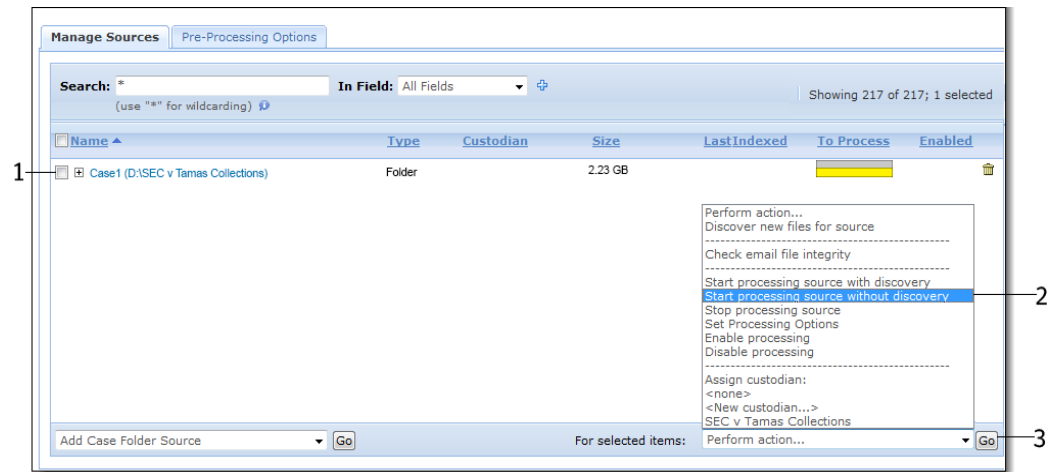 Manage Sources Pre-Processing Options
Search: * In Field: All Fields
(use "*" for wildcarding) Showing 217 of 217; 1 selected
Name Type Custodian Size LastIndexed To Process Enabled
1 Case1 (D:\SEC v Tamas Collections) Folder 2.23 GB
Perform action...
Discover new files for source
Check email file integrity
Start processing source with discovery
Start processing source without discovery 2
Stop processing source
Set Processing Options
Enable processing
Disable processing
Assign custodian:
<none>
<New custodian...>
SEC v Tamas Collections
Add Case Folder Source Go For selected items: Perform action... Go 3